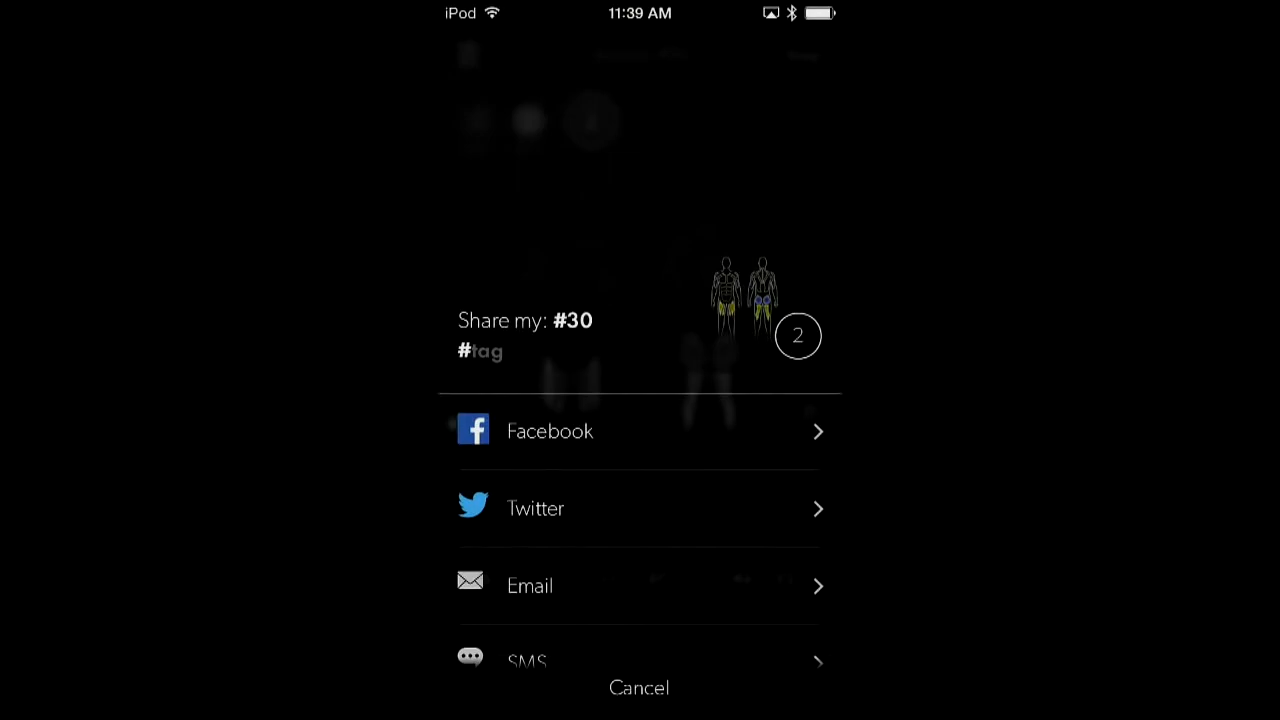 iPod 11:39 AM
Share my: #30
#tag
2
Facebook
Twitter
Email
SMS
Cancel